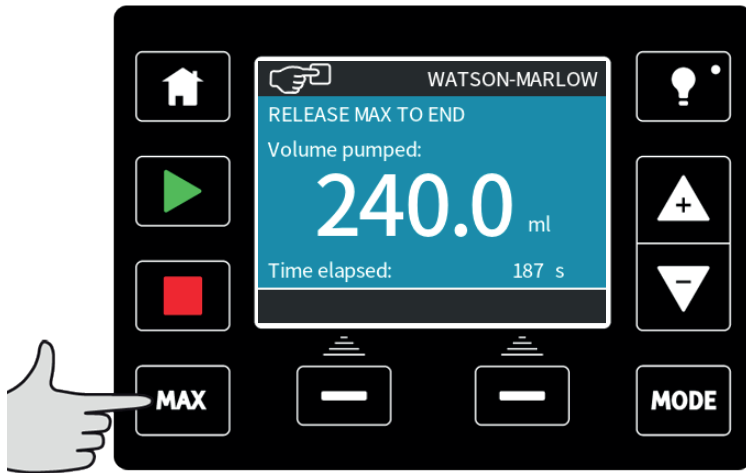 WATSON-MARLOW
RELEASE MAX TO END
Volume pumped:
240.0 ml
Time elapsed: 187 s
+
−
MAX
MODE